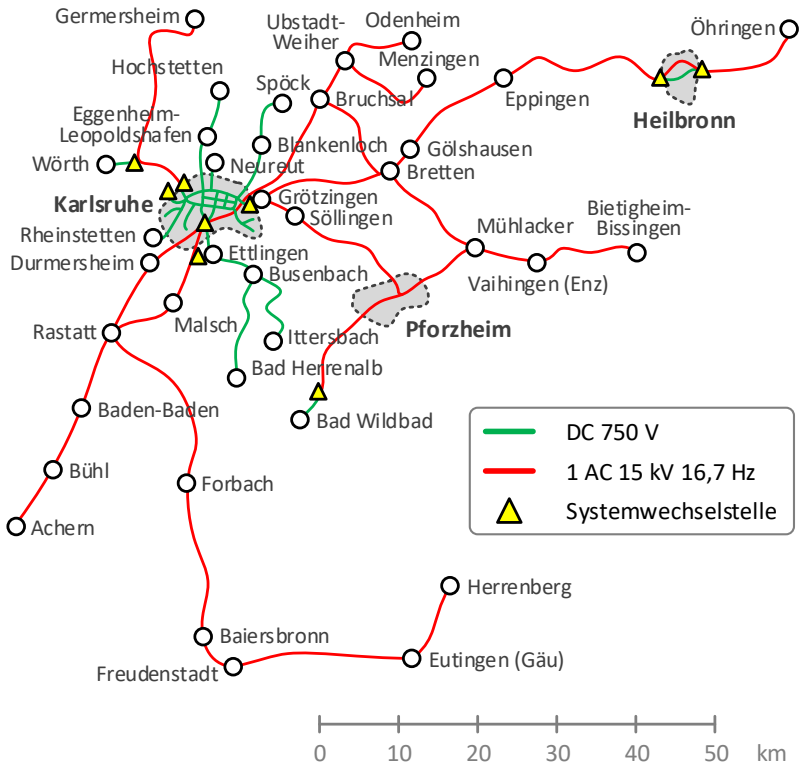 Germersheim
Ubstadt-
Weiher
Odenheim
Öhringen
Menzingen
Hochstetten
Spöck
Bruchsal
Eppingen
Heilbronn
Eggenheim-
Leopoldshafen
Blankenloch
Gölshausen
Wörth
Neureut
Bretten
Karlsruhe
Grötzingen
Söllingen
Bietigheim-
Bissingen
Mühlacker
Rheinstetten
Ettlingen
Durmersheim
Busenbach
Vaihingen (Enz)
Malsch
Pforzheim
Rastatt
Ittersbach
Bad Herrenalb
Baden-Baden
Bad Wildbad
DC 750 V
1 AC 15 kV 16,7 Hz
Systemwechselstelle
Bühl
Forbach
Achern
Herrenberg
Baiersbronn
Freudenstadt
Eutingen (Gäu)
0 10 20 30 40 50 km